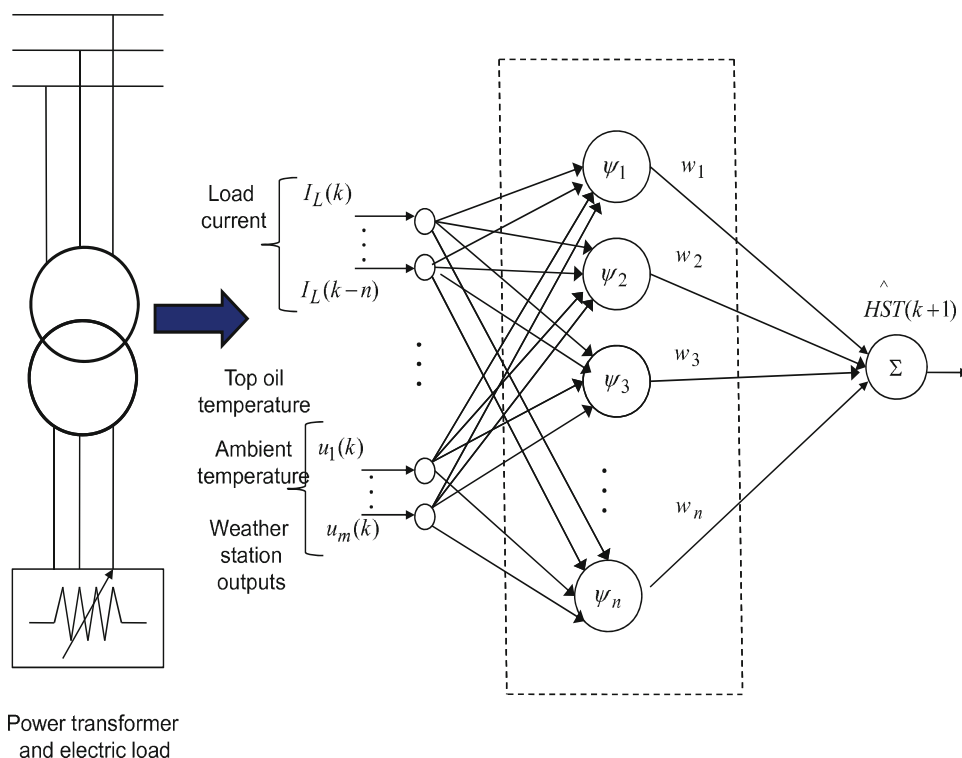 Load
current
I_L(k)
I_L(k−n)
Top oil
temperature
Ambient
temperature
Weather
station
outputs
u_1(k)
u_m(k)
ψ_1
ψ_2
ψ_3
ψ_n
w_1
w_2
w_3
w_n
^
HST(k+1)
Σ
Power transformer
and electric load